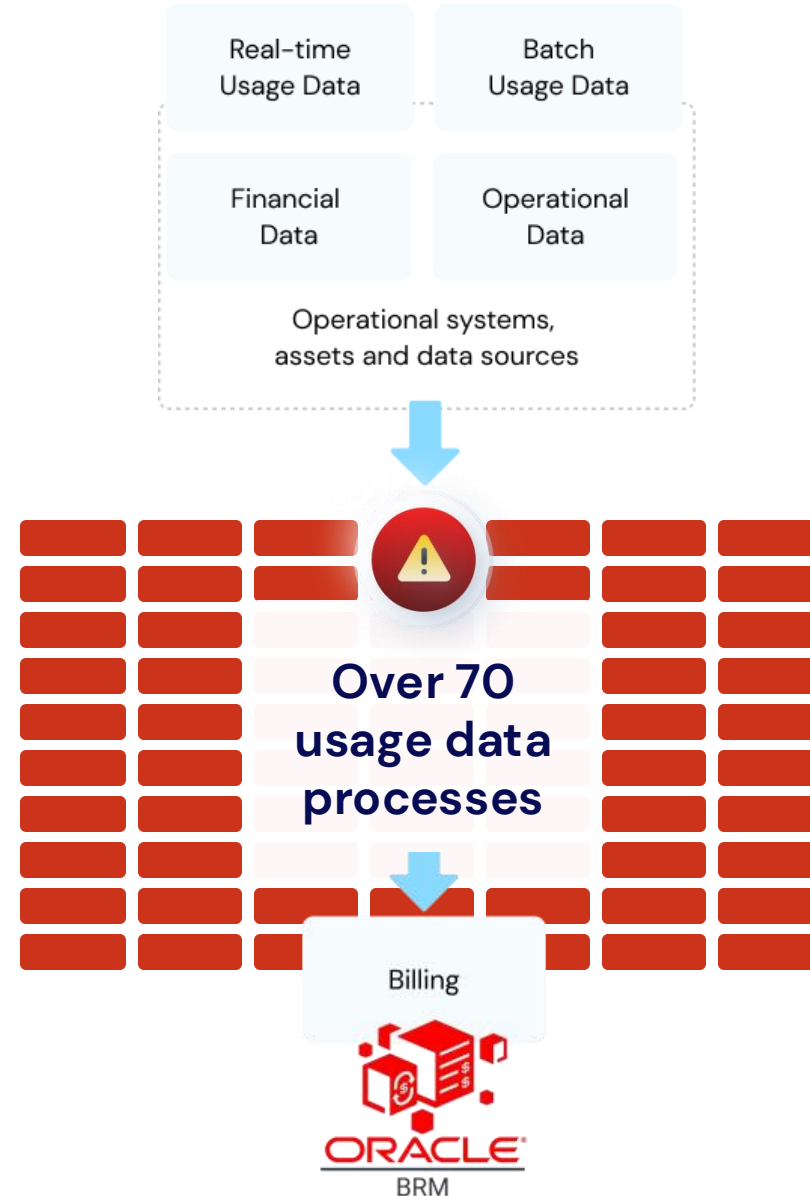 Real-time
Usage Data
Batch
Usage Data
Financial
Data
Operational
Data
Operational systems,
assets and data sources
Over 70
usage data
processes
Billing
ORACLE®
BRM